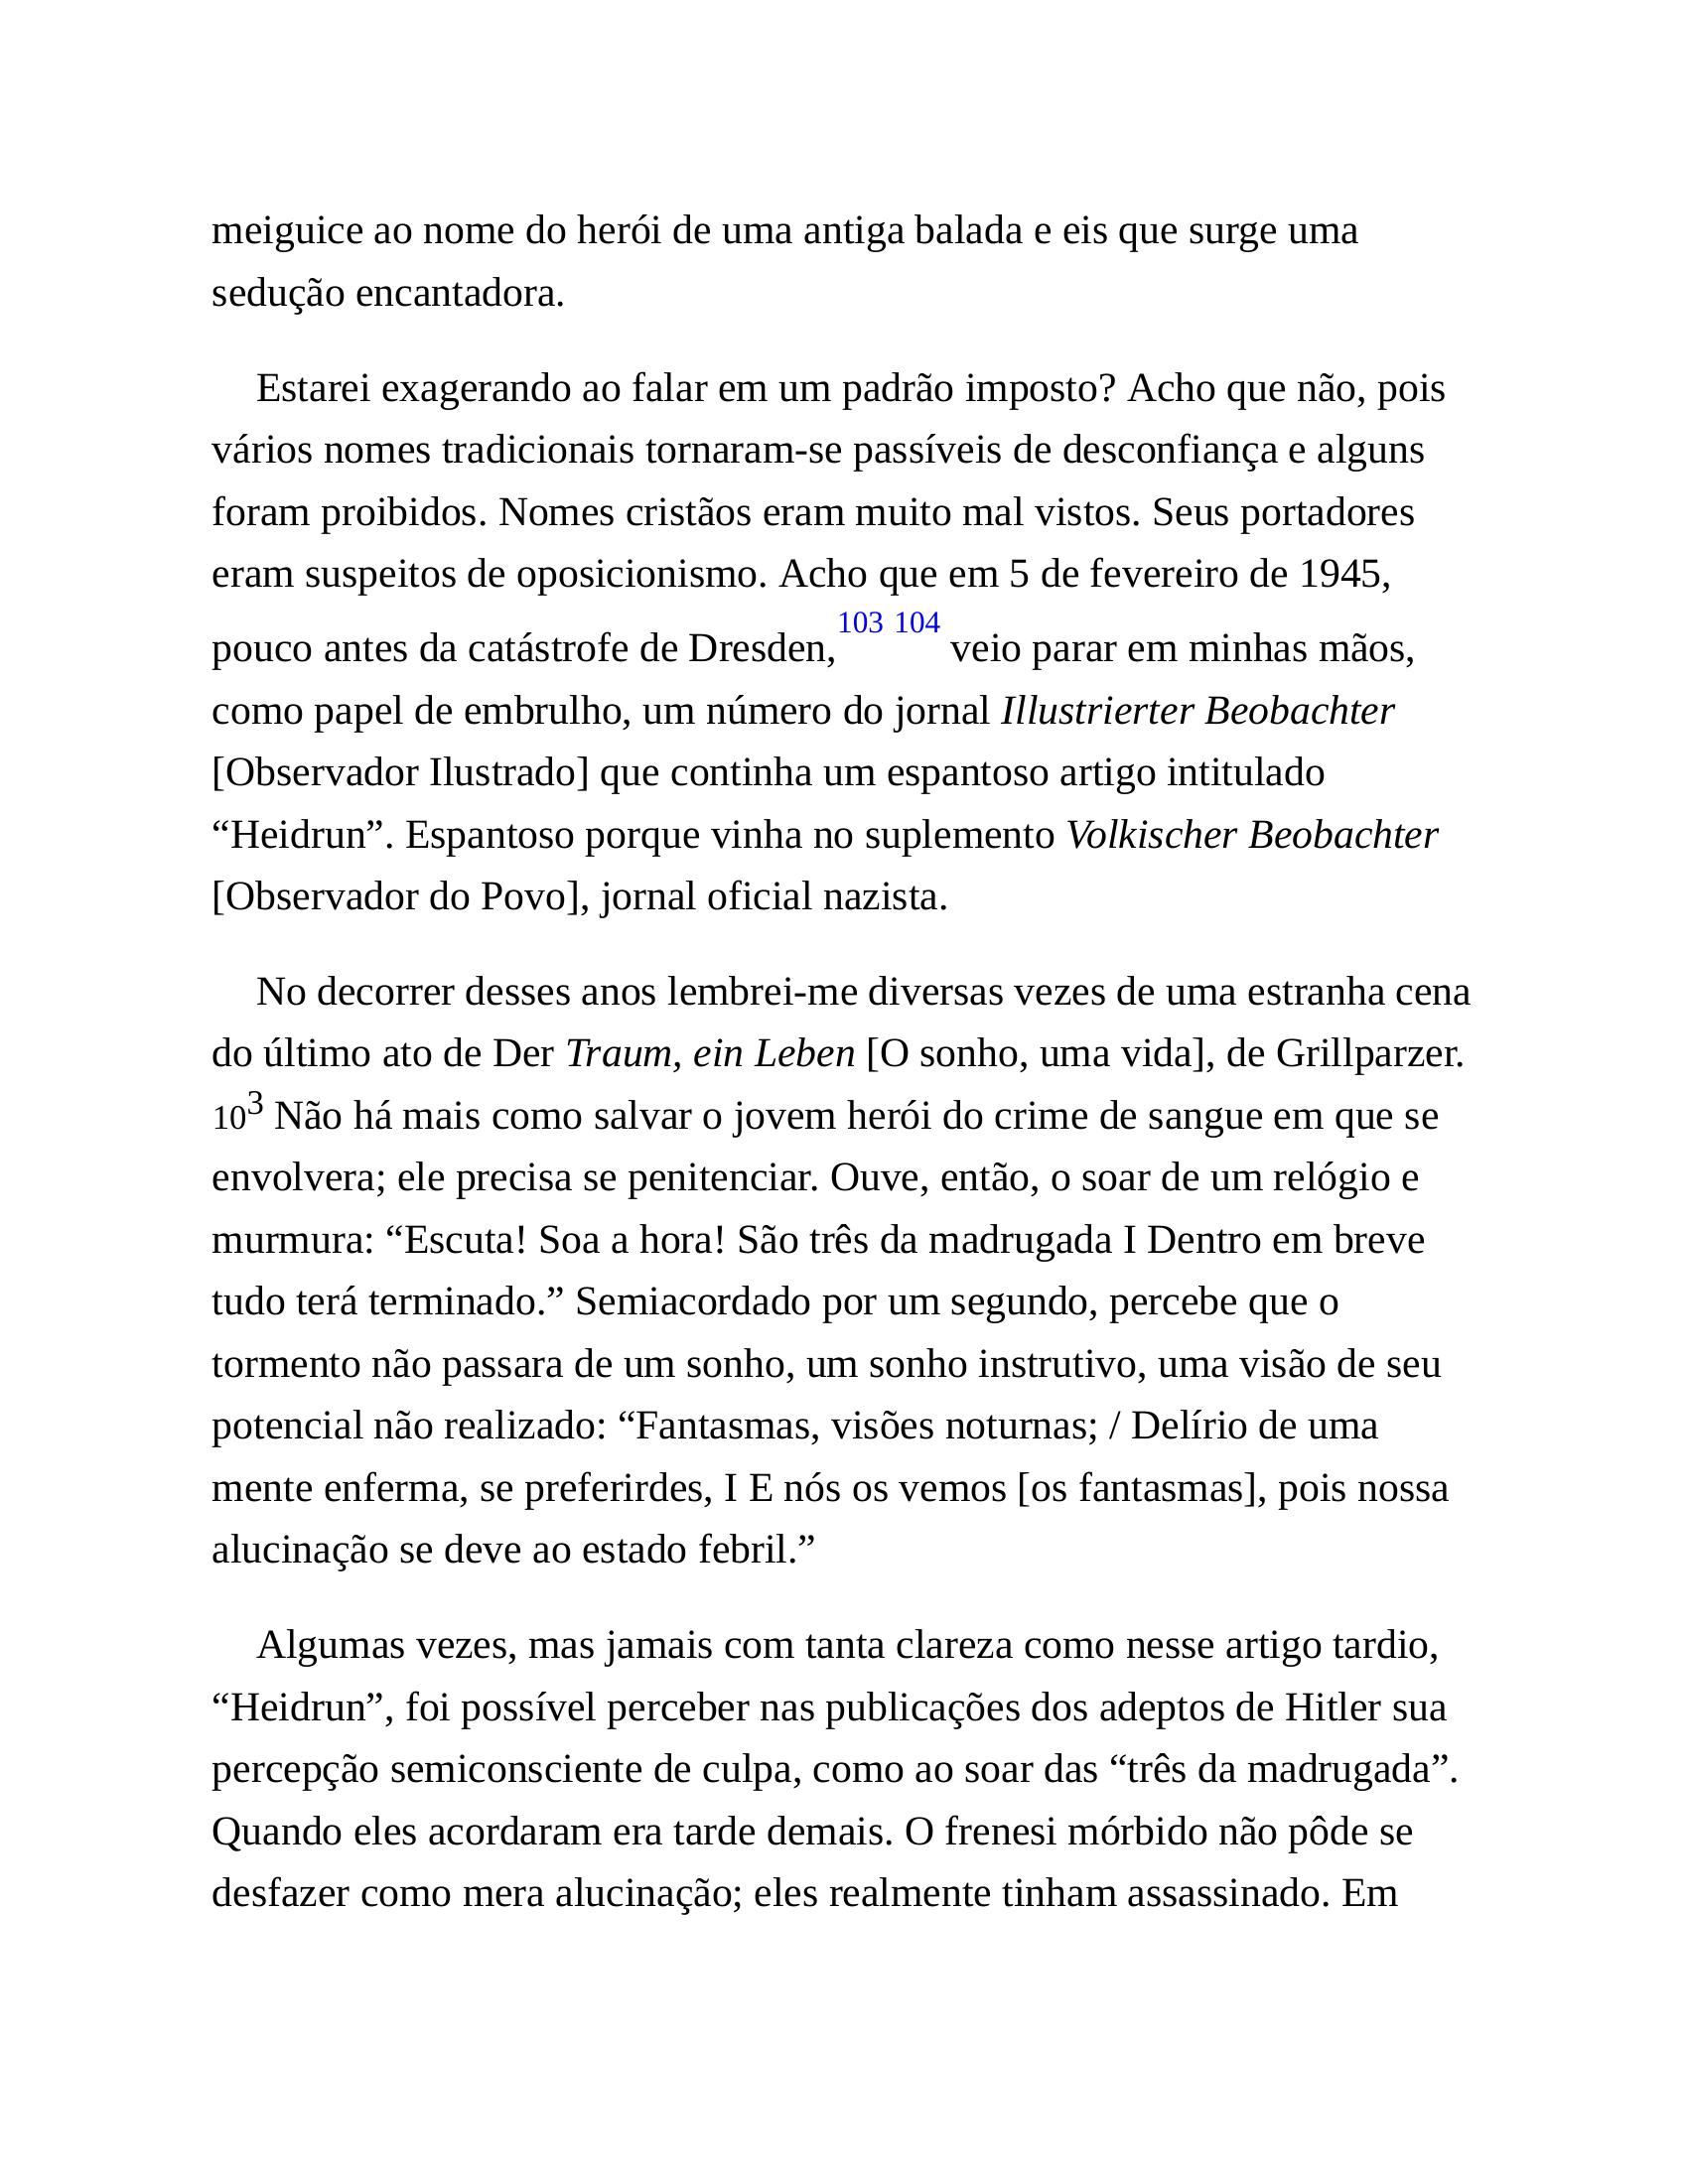 meiguice ao nome do herói de uma antiga balada e eis que surge uma
sedução encantadora.
Estarei exagerando ao falar em um padrão imposto? Acho que não, pois
vários nomes tradicionais tornaram-se passíveis de desconfiança e alguns
foram proibidos. Nomes cristãos eram muito mal vistos. Seus portadores
eram suspeitos de oposicionismo. Acho que em 5 de fevereiro de 1945,
pouco antes da catástrofe de Dresden,103 104 veio parar em minhas mãos,
como papel de embrulho, um número do jornal Illustrierter Beobachter
[Observador Ilustrado] que continha um espantoso artigo intitulado
“Heidrun”. Espantoso porque vinha no suplemento Volkischer Beobachter
[Observador do Povo], jornal oficial nazista.
No decorrer desses anos lembrei-me diversas vezes de uma estranha cena
do último ato de Der Traum, ein Leben [O sonho, uma vida], de Grillparzer.
103 Não há mais como salvar o jovem herói do crime de sangue em que se
envolvera; ele precisa se penitenciar. Ouve, então, o soar de um relógio e
murmura: “Escuta! Soa a hora! São três da madrugada I Dentro em breve
tudo terá terminado.” Semiacordado por um segundo, percebe que o
tormento não passara de um sonho, um sonho instrutivo, uma visão de seu
potencial não realizado: “Fantasmas, visões noturnas; / Delírio de uma
mente enferma, se preferirdes, I E nós os vemos [os fantasmas], pois nossa
alucinação se deve ao estado febril.”
Algumas vezes, mas jamais com tanta clareza como nesse artigo tardio,
“Heidrun”, foi possível perceber nas publicações dos adeptos de Hitler sua
percepção semiconsciente de culpa, como ao soar das “três da madrugada”.
Quando eles acordaram era tarde demais. O frenesi mórbido não pôde se
desfazer como mera alucinação; eles realmente tinham assassinado. Em